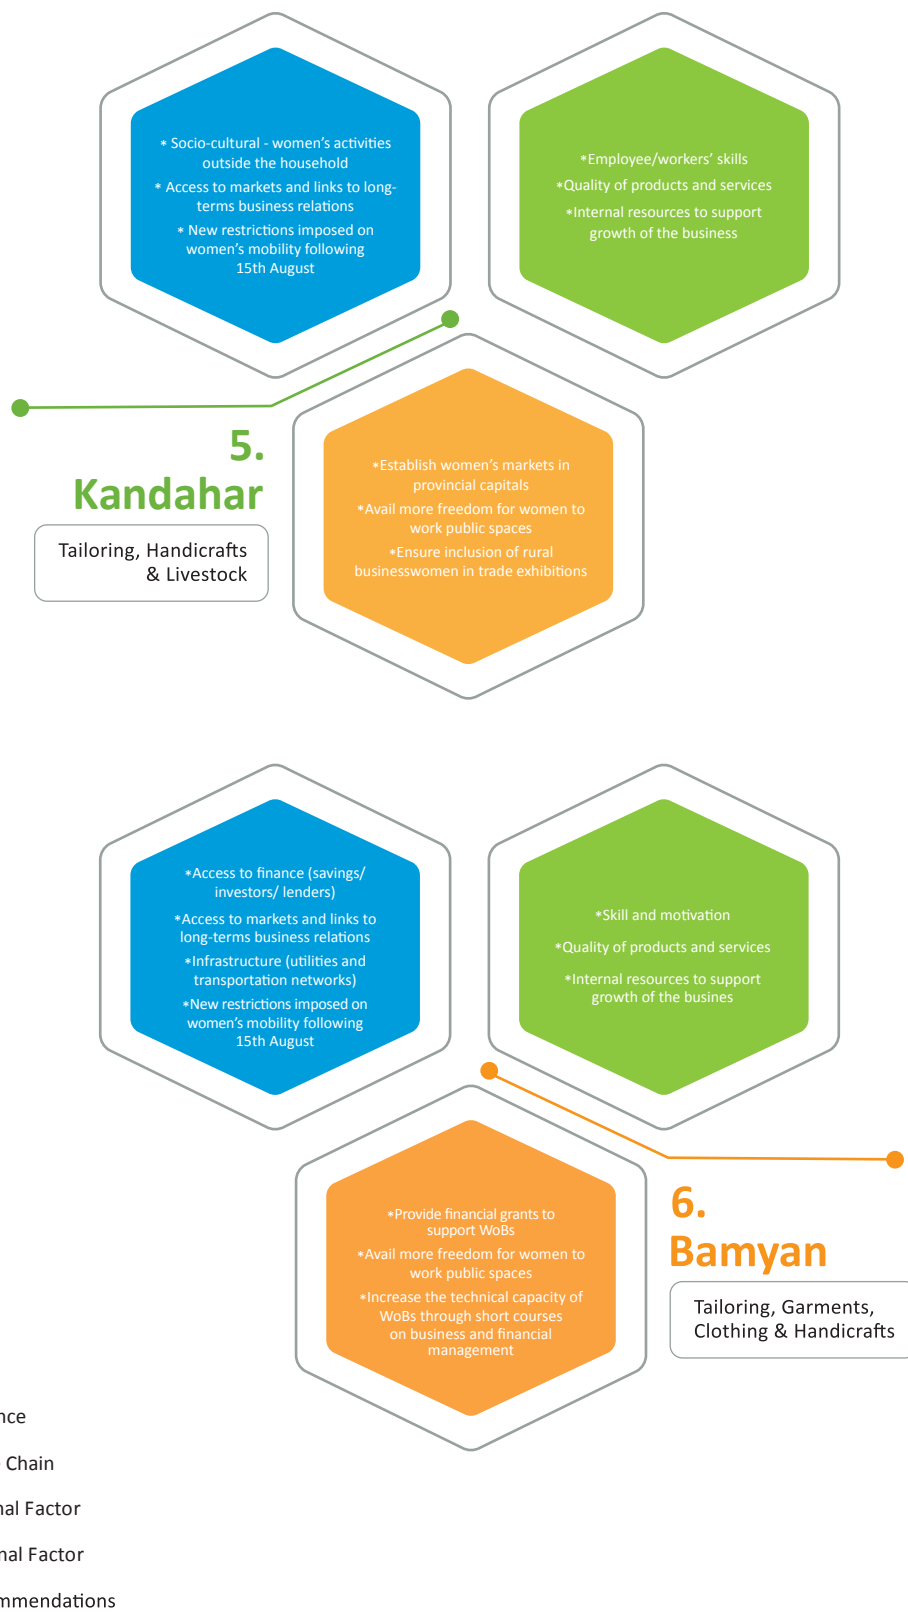 * Socio-cultural - women's activities
outside the household
* Access to markets and links to long-
terms business relations
* New restrictions imposed on
women's mobility following
15th August
*Employee/workers' skills
*Quality of products and services
*Internal resources to support
growth of the business
5.
Kandahar
Tailoring, Handicrafts
& Livestock
*Establish women's markets in
provincial capitals
*Avail more freedom for women to
work public spaces
*Ensure inclusion of rural
businesswomen in trade exhibitions
*Access to finance (savings/
investors/ lenders)
*Access to markets and links to
long-terms business relations
*Infrastructure (utilities and
transportation networks)
*New restrictions imposed on
women's mobility following
15th August
*Skill and motivation
*Quality of products and services
*Internal resources to support
growth of the busines
*Provide financial grants to
support WoBs
*Avail more freedom for women to
work public spaces
*Increase the technical capacity of
WoBs through short courses
on business and financial
management
6.
Bamyan
Tailoring, Garments,
Clothing & Handicrafts
Chain
Factor
Factor